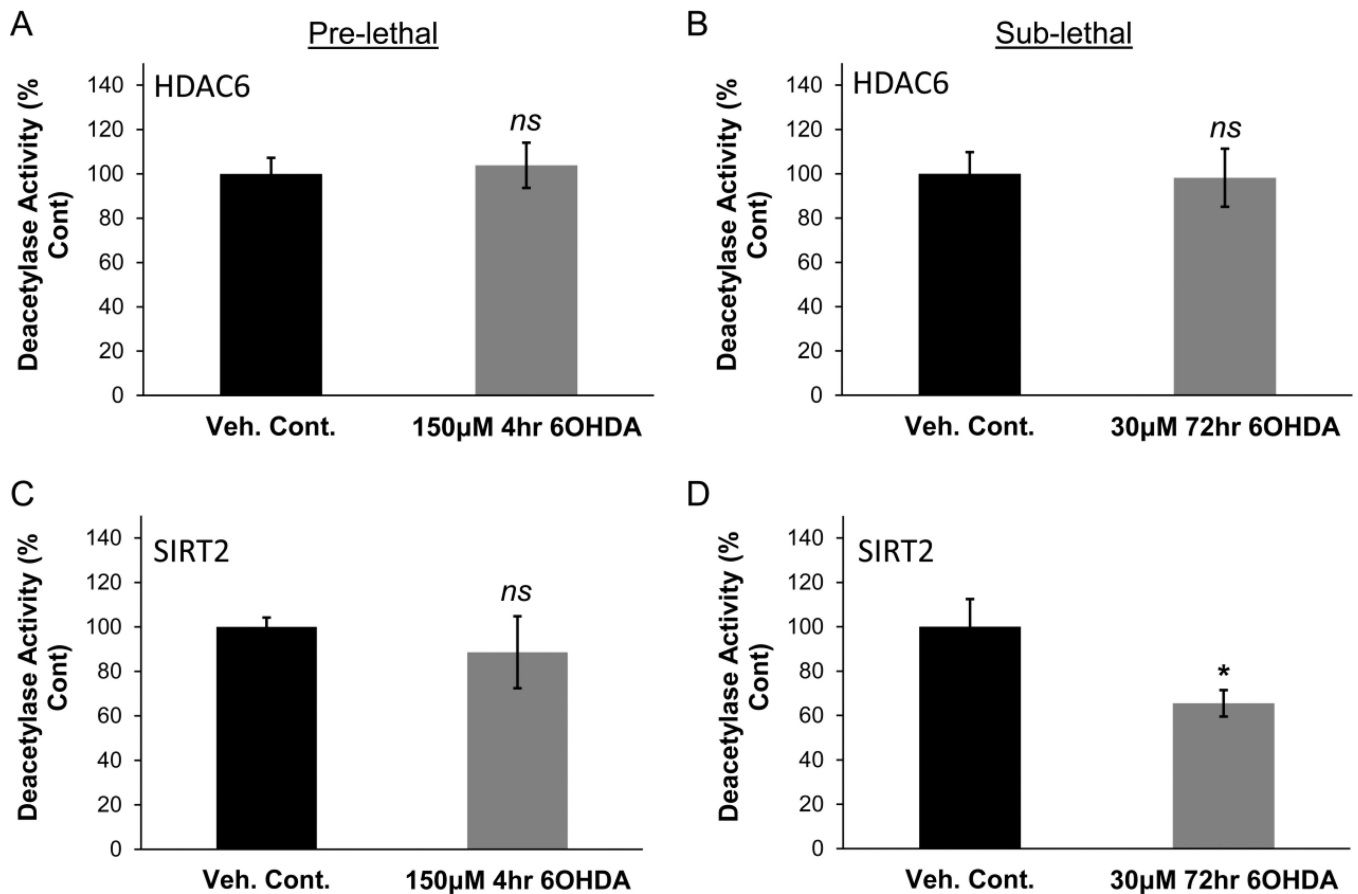 A
Pre-lethal
HDAC6
Deacetylase Activity (%
Cont)
140
120
100
80
60
40
20
0
ns
Veh. Cont.
150µM 4hr 6OHDA
B
Sub-lethal
HDAC6
Deacetylase Activity (%
Cont)
140
120
100
80
60
40
20
0
ns
Veh. Cont.
30µM 72hr 6OHDA
C
SIRT2
Deacetylase Activity (%
Cont)
140
120
100
80
60
40
20
0
ns
Veh. Cont.
150µM 4hr 6OHDA
D
SIRT2
Deacetylase Activity (%
Cont)
140
120
100
80
60
40
20
0
*
Veh. Cont.
30µM 72hr 6OHDA